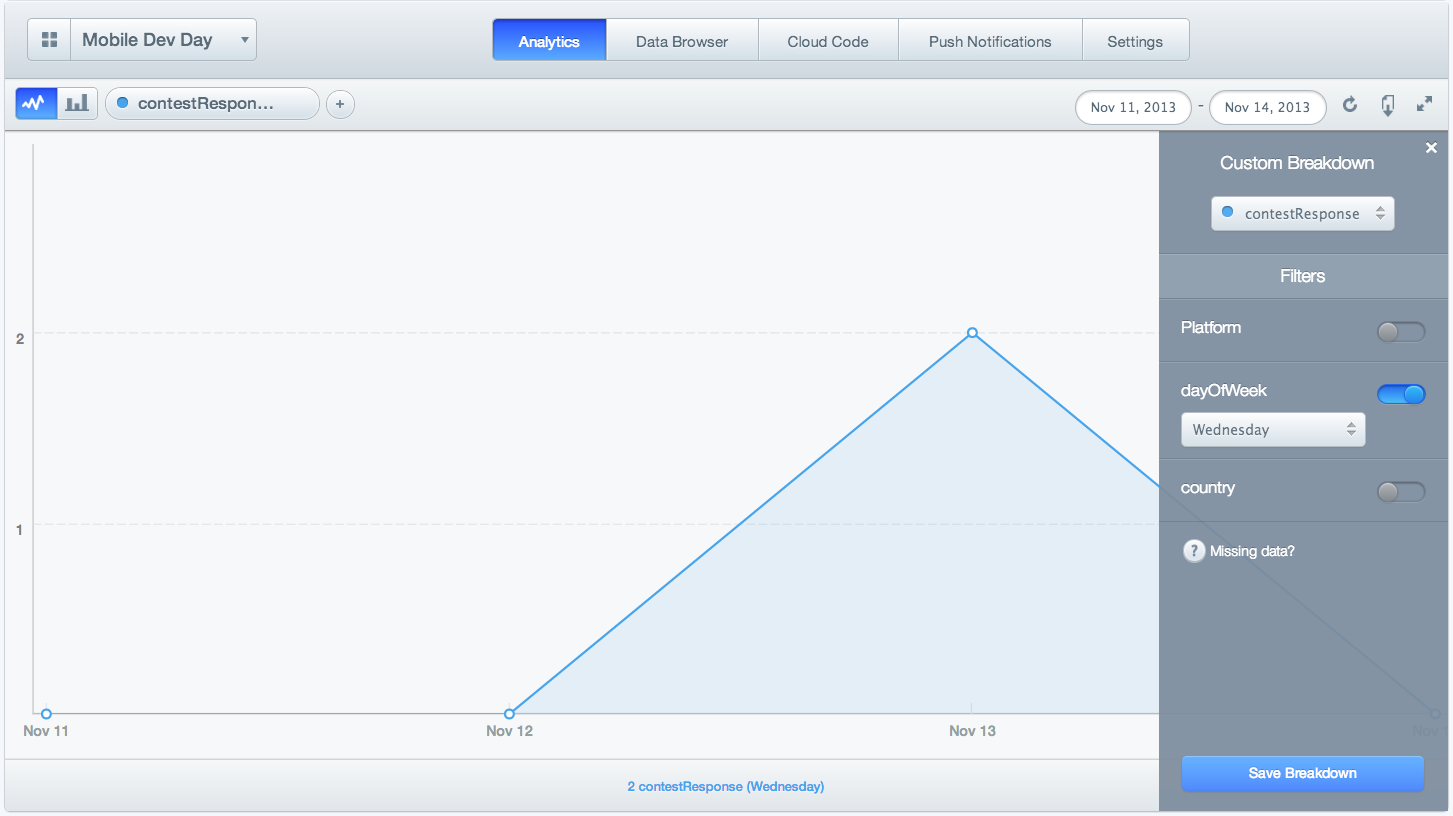 Mobile Dev Day
Analytics
Data Browser
Cloud Code
Push Notifications
Settings
contestRespon...
+
Nov 11, 2013 - Nov 14, 2013
Custom Breakdown
contestResponse
Filters
Platform
dayOfWeek
Wednesday
country
? Missing data?
Save Breakdown
2
1
Nov 11
Nov 12
Nov 13
2 contestResponse (Wednesday)